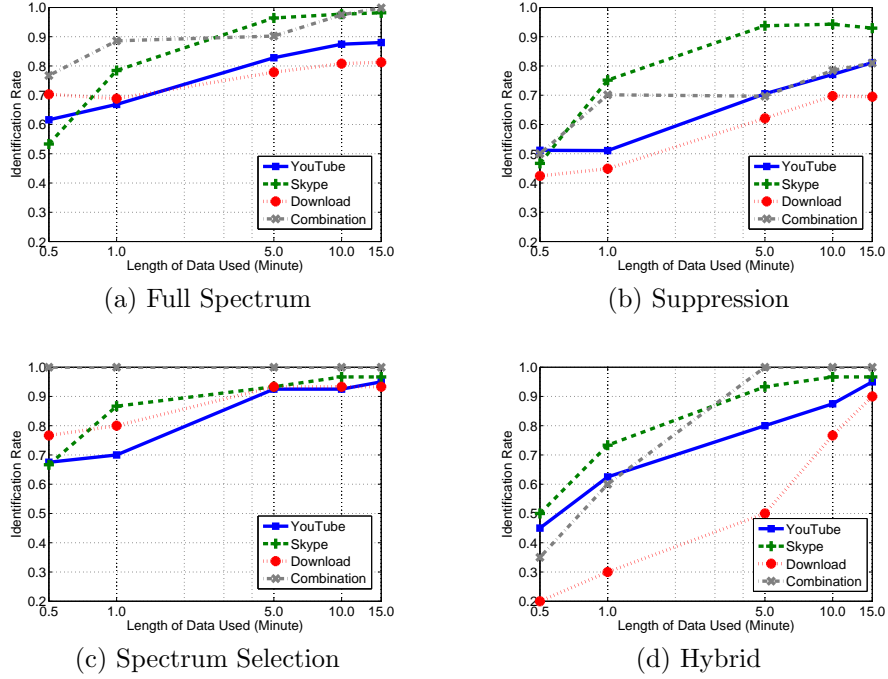 1.0
0.9
0.8
0.7
0.6
0.5
0.4
0.3
0.2
Identification Rate
YouTube
Skype
Download
Combination
0.5 1.0 5.0 10.0 15.0
Length of Data Used (Minute)
(a) Full Spectrum
1.0
0.9
0.8
0.7
0.6
0.5
0.4
0.3
0.2
Identification Rate
YouTube
Skype
Download
Combination
0.5 1.0 5.0 10.0 15.0
Length of Data Used (Minute)
(b) Suppression
1.0
0.9
0.8
0.7
0.6
0.5
0.4
0.3
0.2
Identification Rate
YouTube
Skype
Download
Combination
0.5 1.0 5.0 10.0 15.0
Length of Data Used (Minute)
(c) Spectrum Selection
1.0
0.9
0.8
0.7
0.6
0.5
0.4
0.3
0.2
Identification Rate
YouTube
Skype
Download
Combination
0.5 1.0 5.0 10.0 15.0
Length of Data Used (Minute)
(d) Hybrid